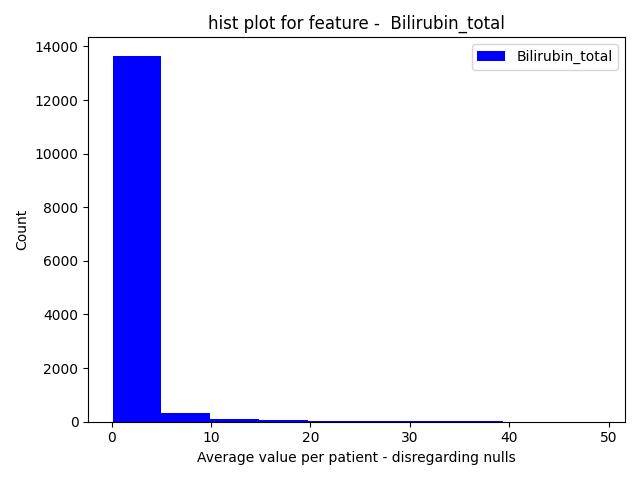 hist plot for feature -  Bilirubin_total
14000
12000
10000
8000
6000
4000
2000
0
Count
Bilirubin_total
0 10 20 30 40 50
Average value per patient - disregarding nulls